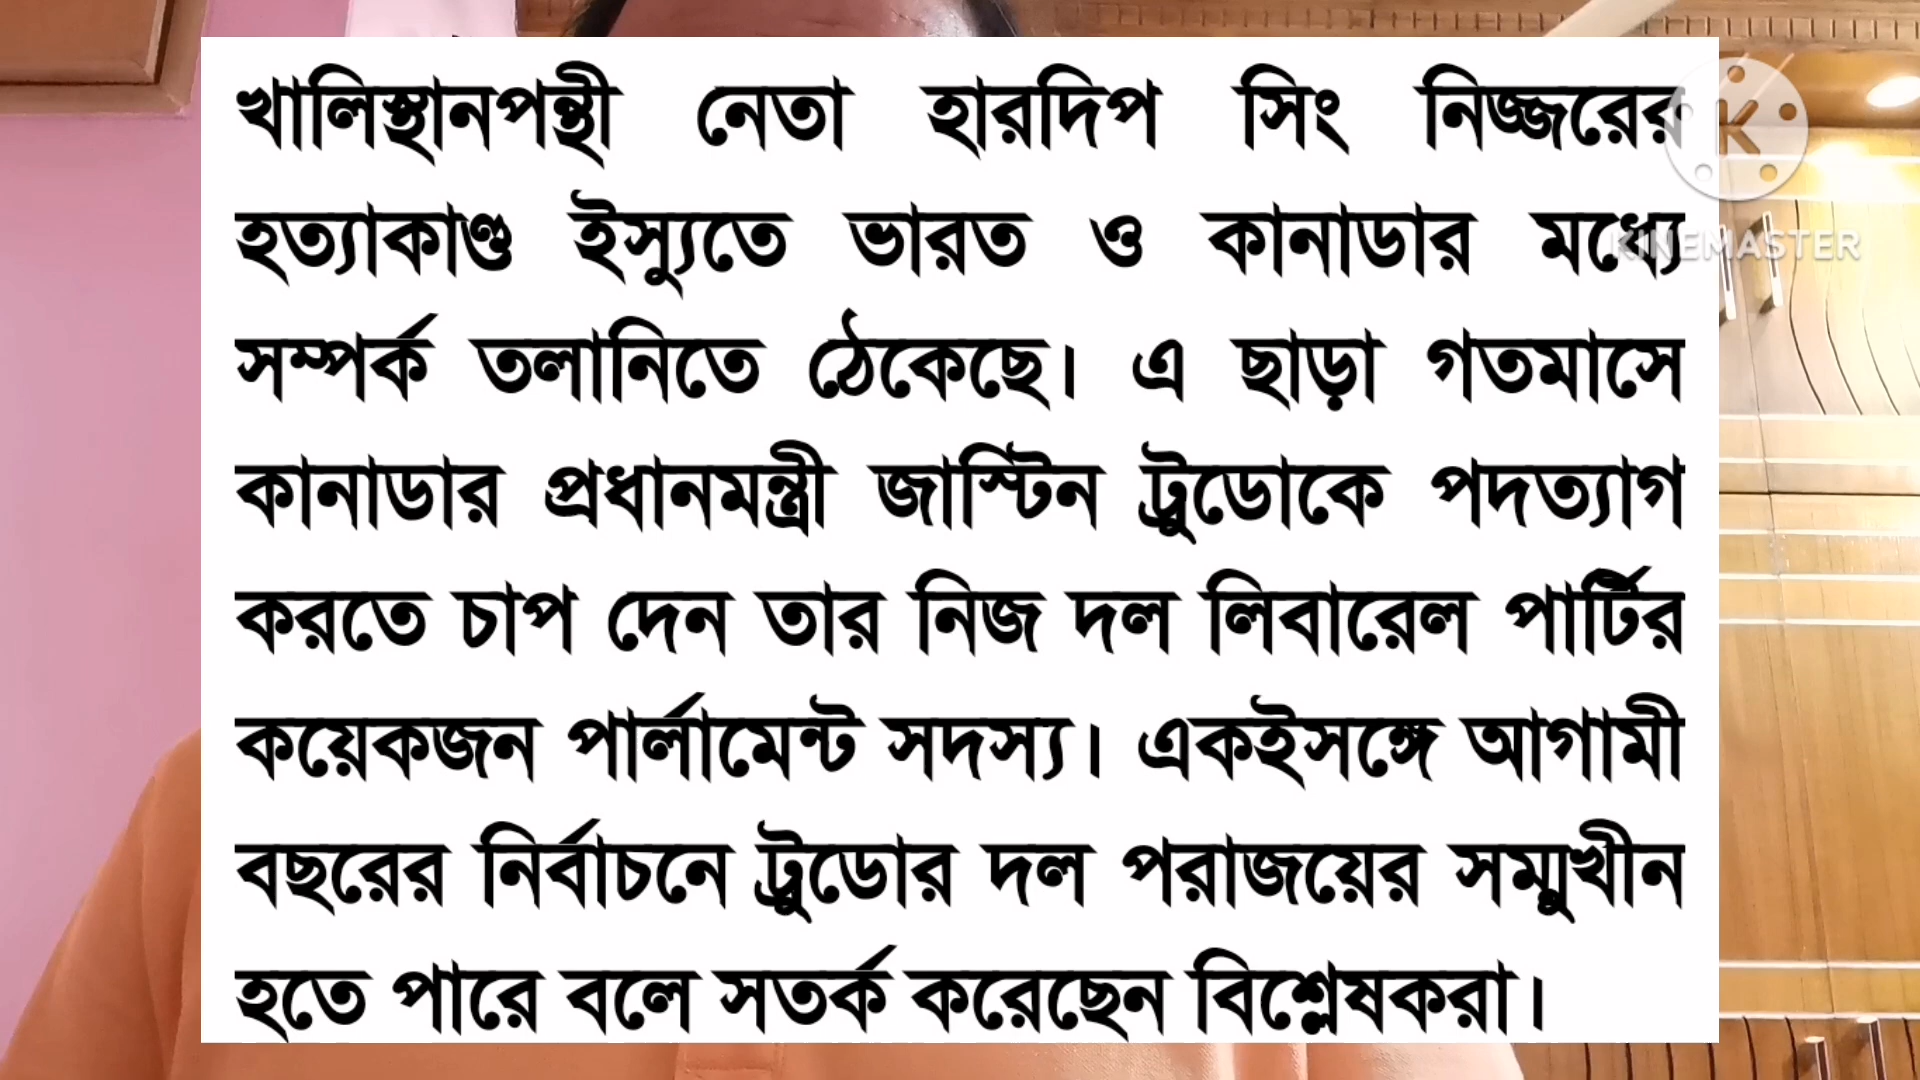 খালিস্থানপন্থী নেতা হারদিপ সিং নিজ্জরের
হত্যাকাণ্ড ইস্যুতে ভারত ও কানাডার মধ্যে
সম্পর্ক তলানিতে ঠেকেছে। এ ছাড়া গতমাসে
কানাডার প্রধানমন্ত্রী জাস্টিন ট্রুডোকে পদত্যাগ
করতে চাপ দেন তার নিজ দল লিবারেল পার্টির
কয়েকজন পার্লামেন্ট সদস্য। একইসঙ্গে আগামী
বছরের নির্বাচনে ট্রুডোর দল পরাজয়ের সম্মুখীন
হতে পারে বলে সতর্ক করেছেন বিশ্লেষকরা।
K
KINEMASTER